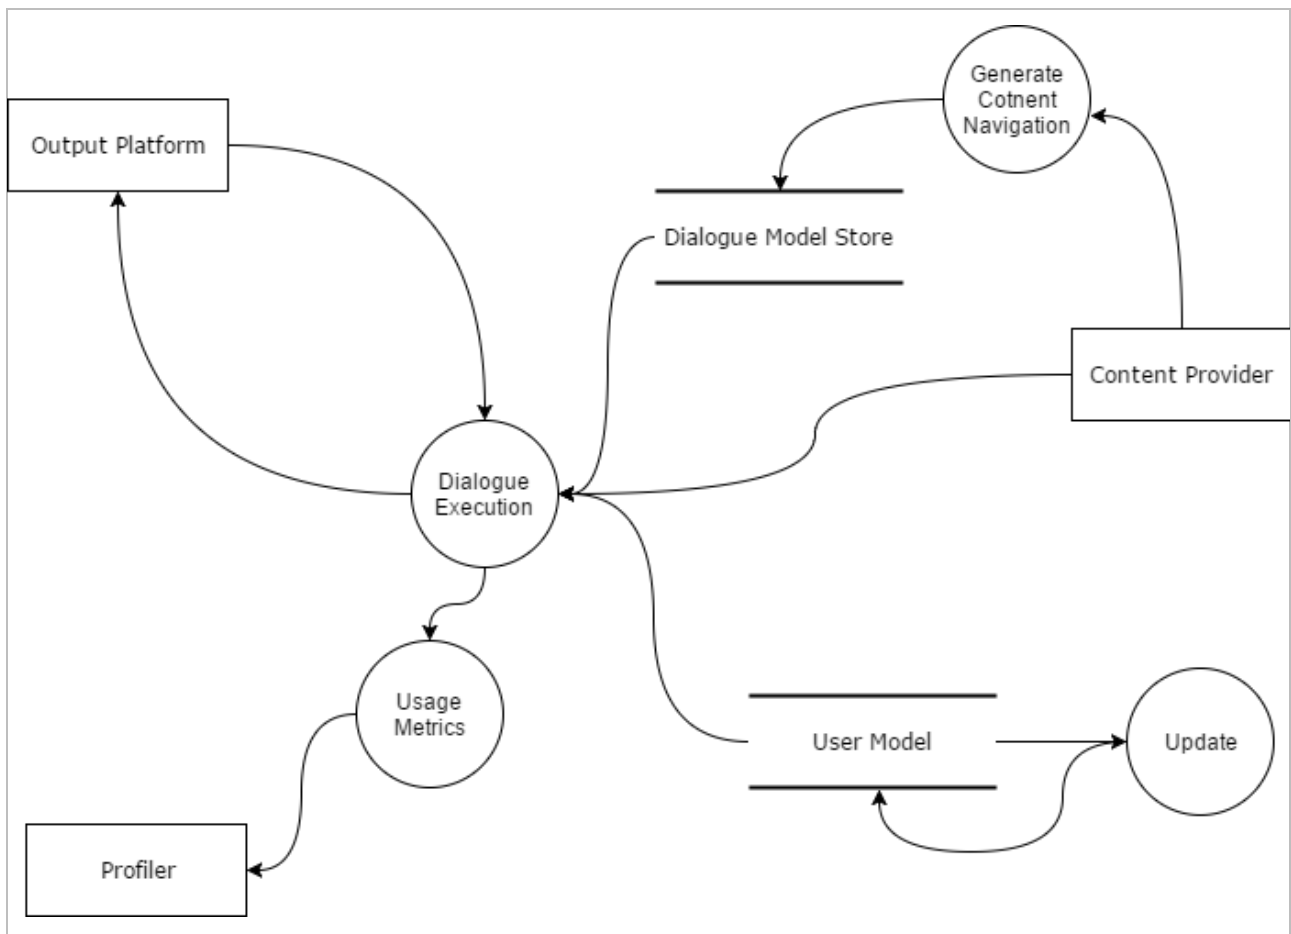 Generate
Cotnent
Navigation
Output Platform
Dialogue Model Store
Content Provider
Dialogue
Execution
Usage
Metrics
User Model
Update
Profiler